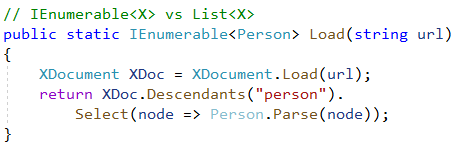 // IEnumerable<X> vs List<X>
public static IEnumerable<Person> Load(string url)
{
    XDocument XDoc = XDocument.Load(url);
    return XDoc.Descendants("person").
        Select(node => Person.Parse(node));
}